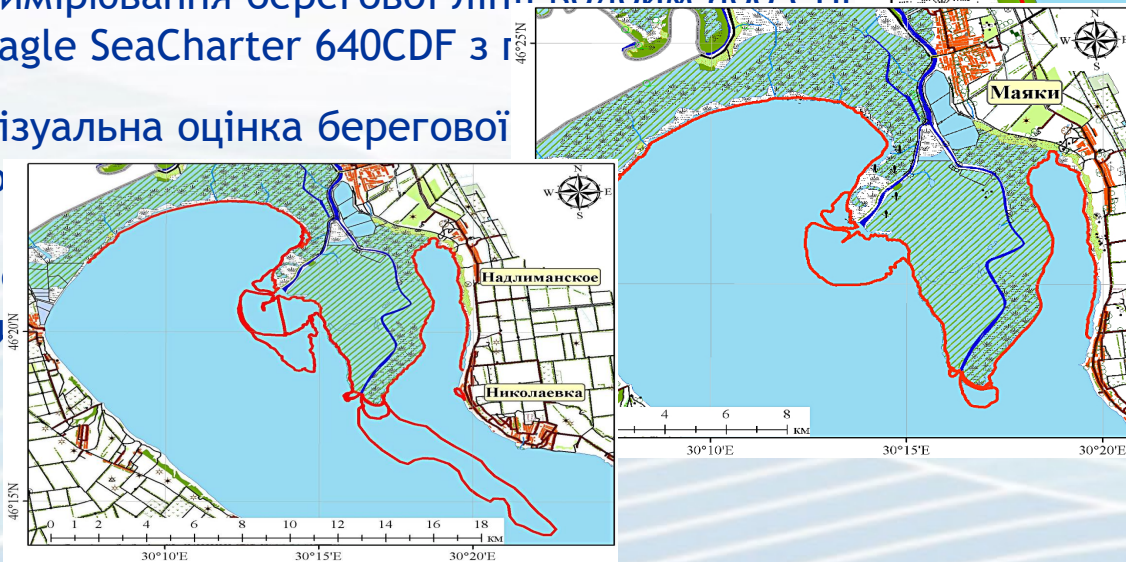 agle SeaCharter 640CDF з
ізуальна оцінка берегової
N
W E
S
46°25'N
Маяки
4 6 8
км
30°10'E 30°15'E 30°20'E
N
W E
S
Надлиманское
46°20'N
Николаевка
46°15'N
0 1 2 4 6 8 10 12 14 16 18
км
30°10'E 30°15'E 30°20'E